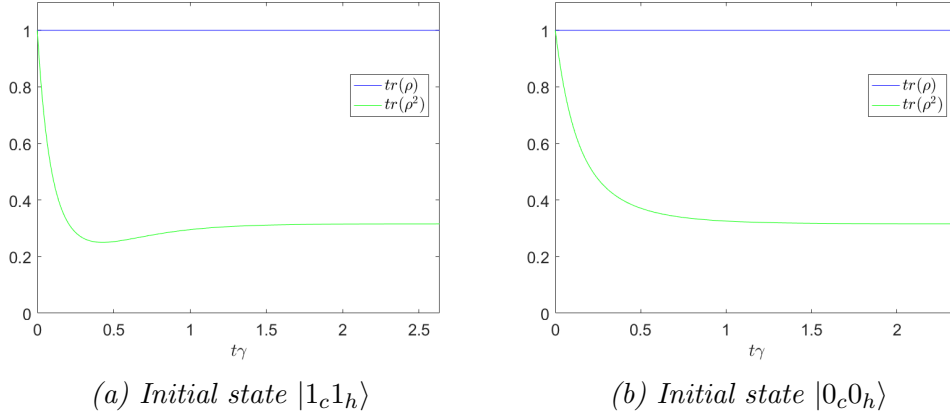 1
0.8
0.6
0.4
0.2
0
0 0.5 1 1.5 2 2.5
tγ
tr(ρ)
tr(ρ²)
(a) Initial state |1_c1_h⟩
1
0.8
0.6
0.4
0.2
0
0 0.5 1 1.5 2
tγ
tr(ρ)
tr(ρ²)
(b) Initial state |0_c0_h⟩